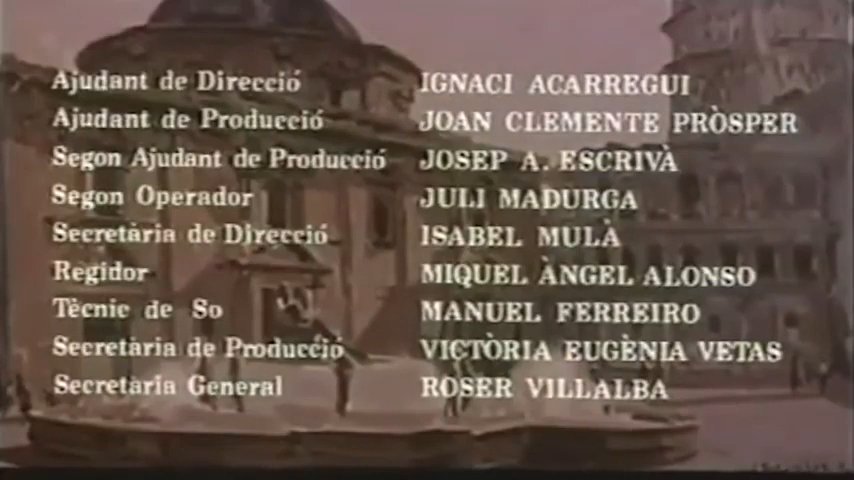 Ajudant de Direcció IGNACI ACARREGUI
Ajudant de Producció JOAN CLEMENTE PRÒSPER
Segon Ajudant de Producció JOSEP A. ESCRIVÀ
Segon Operador JULI MADURGA
Secretària de Direcció ISABEL MULÀ
Regidor MIQUEL ÀNGEL ALONSO
Tècnic de So MANUEL FERREIRO
Secretària de Producció VICTÒRIA EUGÈNIA VETAS
Secretària General ROSER VILLALBA